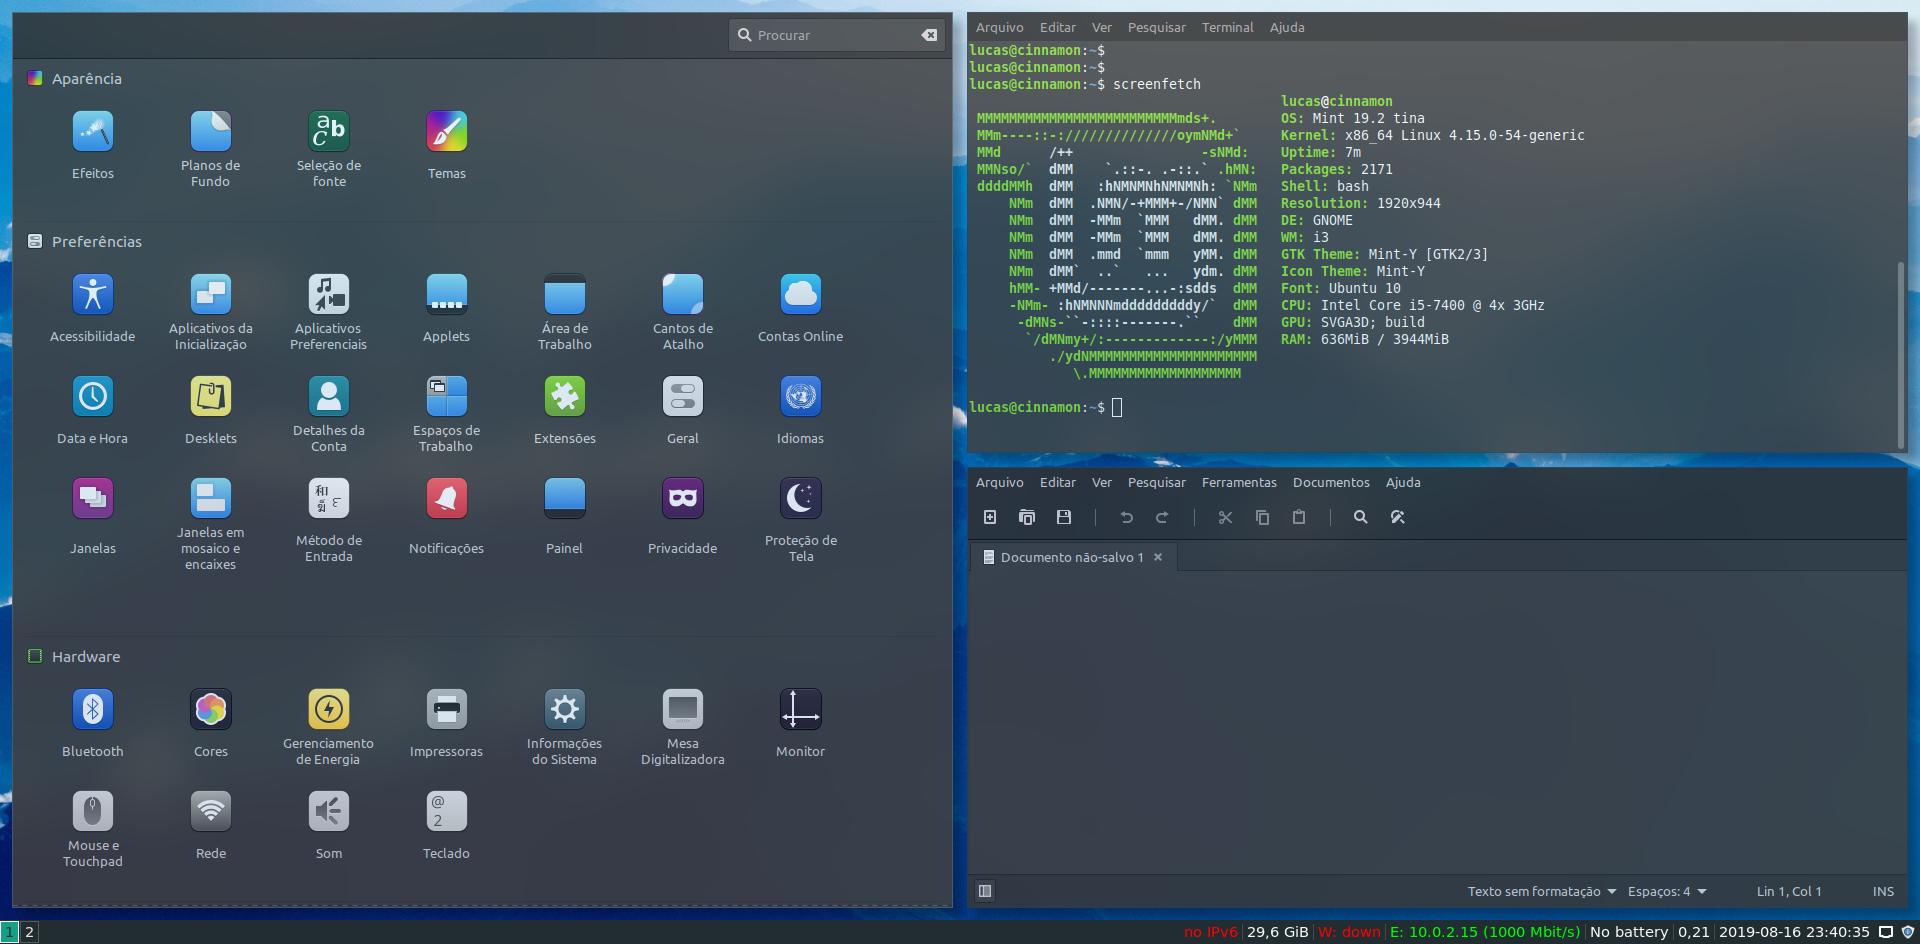 Procurar
Aparência
Efeitos
Planos de
Fundo
Seleção de
fonte
Temas
Preferências
Acessibilidade
Aplicativos da
Inicialização
Aplicativos
Preferenciais
Applets
Área de
Trabalho
Cantos de
Atalho
Contas Online
Data e Hora
Desklets
Detalhes da
Conta
Espaços de
Trabalho
Extensões
Geral
Idiomas
Janelas
Janelas em
mosaico e
encaixes
Método de
Entrada
Notificações
Painel
Privacidade
Proteção de
Tela
Hardware
Bluetooth
Cores
Gerenciamento
de Energia
Impressoras
Informações
do Sistema
Mesa
Digitalizadora
Monitor
Mouse e
Touchpad
Rede
Som
Teclado
Arquivo Editar Ver Pesquisar Terminal Ajuda
lucas@cinnamon:~$
lucas@cinnamon:~$
lucas@cinnamon:~$ screenfetch
lucas@cinnamon
OS: Mint 19.2 tina
Kernel: x86_64 Linux 4.15.0-54-generic
Uptime: 7m
Packages: 2171
Shell: bash
Resolution: 1920x944
DE: GNOME
WM: i3
GTK Theme: Mint-Y [GTK2/3]
Icon Theme: Mint-Y
Font: Ubuntu 10
CPU: Intel Core i5-7400 @ 4x 3GHz
GPU: SVGA3D; build
RAM: 636MiB / 3944MiB
lucas@cinnamon:~$
Arquivo Editar Ver Pesquisar Ferramentas Documentos Ajuda
Documento não-salvo 1
Texto sem formatação Espaços: 4 Lin 1, Col 1 INS
1 2 no IPv6 29,6 GiB W: down E: 10.0.2.15 (1000 Mbit/s) No battery 0,21 2019-08-16 23:40:35